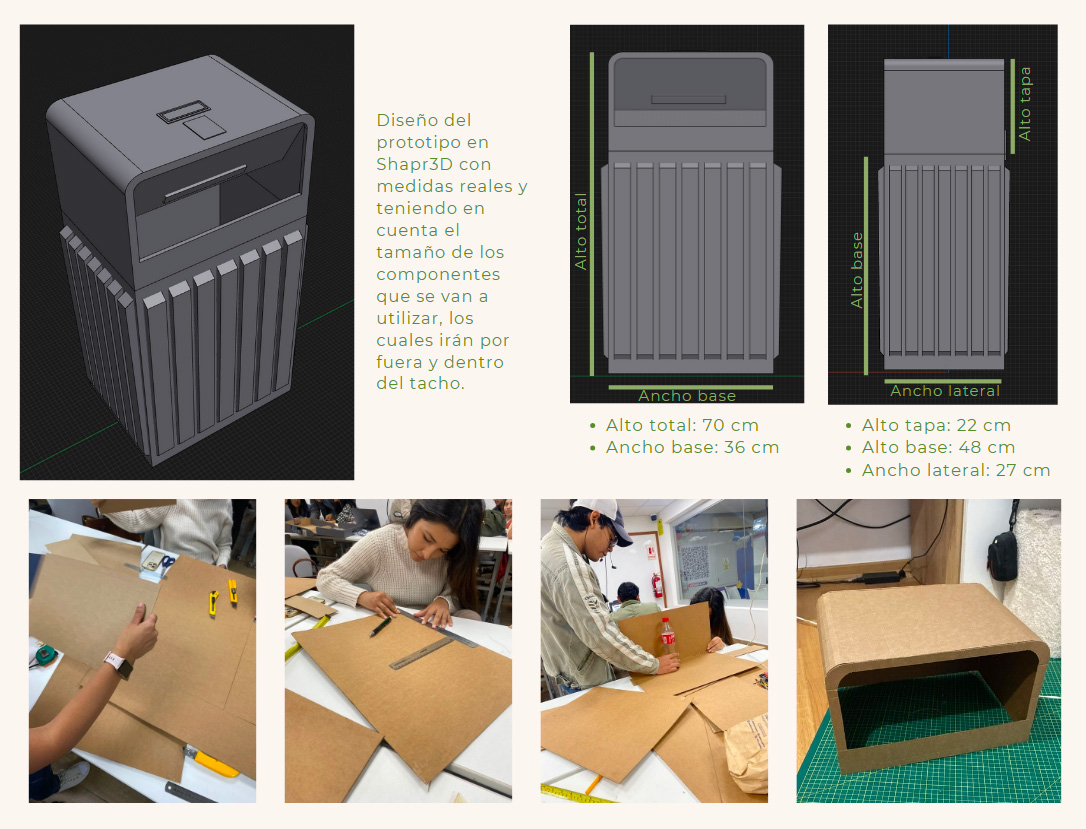 Diseño del
prototipo en
Shapr3D con
medidas reales y
teniendo en
cuenta el
tamaño de los
componentes
que se van a
utilizar, los
cuales irán por
fuera y dentro
del tacho.
Alto total
Ancho base
Alto tapa
Alto base
Ancho lateral
• Alto total: 70 cm
• Ancho base: 36 cm
• Alto tapa: 22 cm
• Alto base: 48 cm
• Ancho lateral: 27 cm